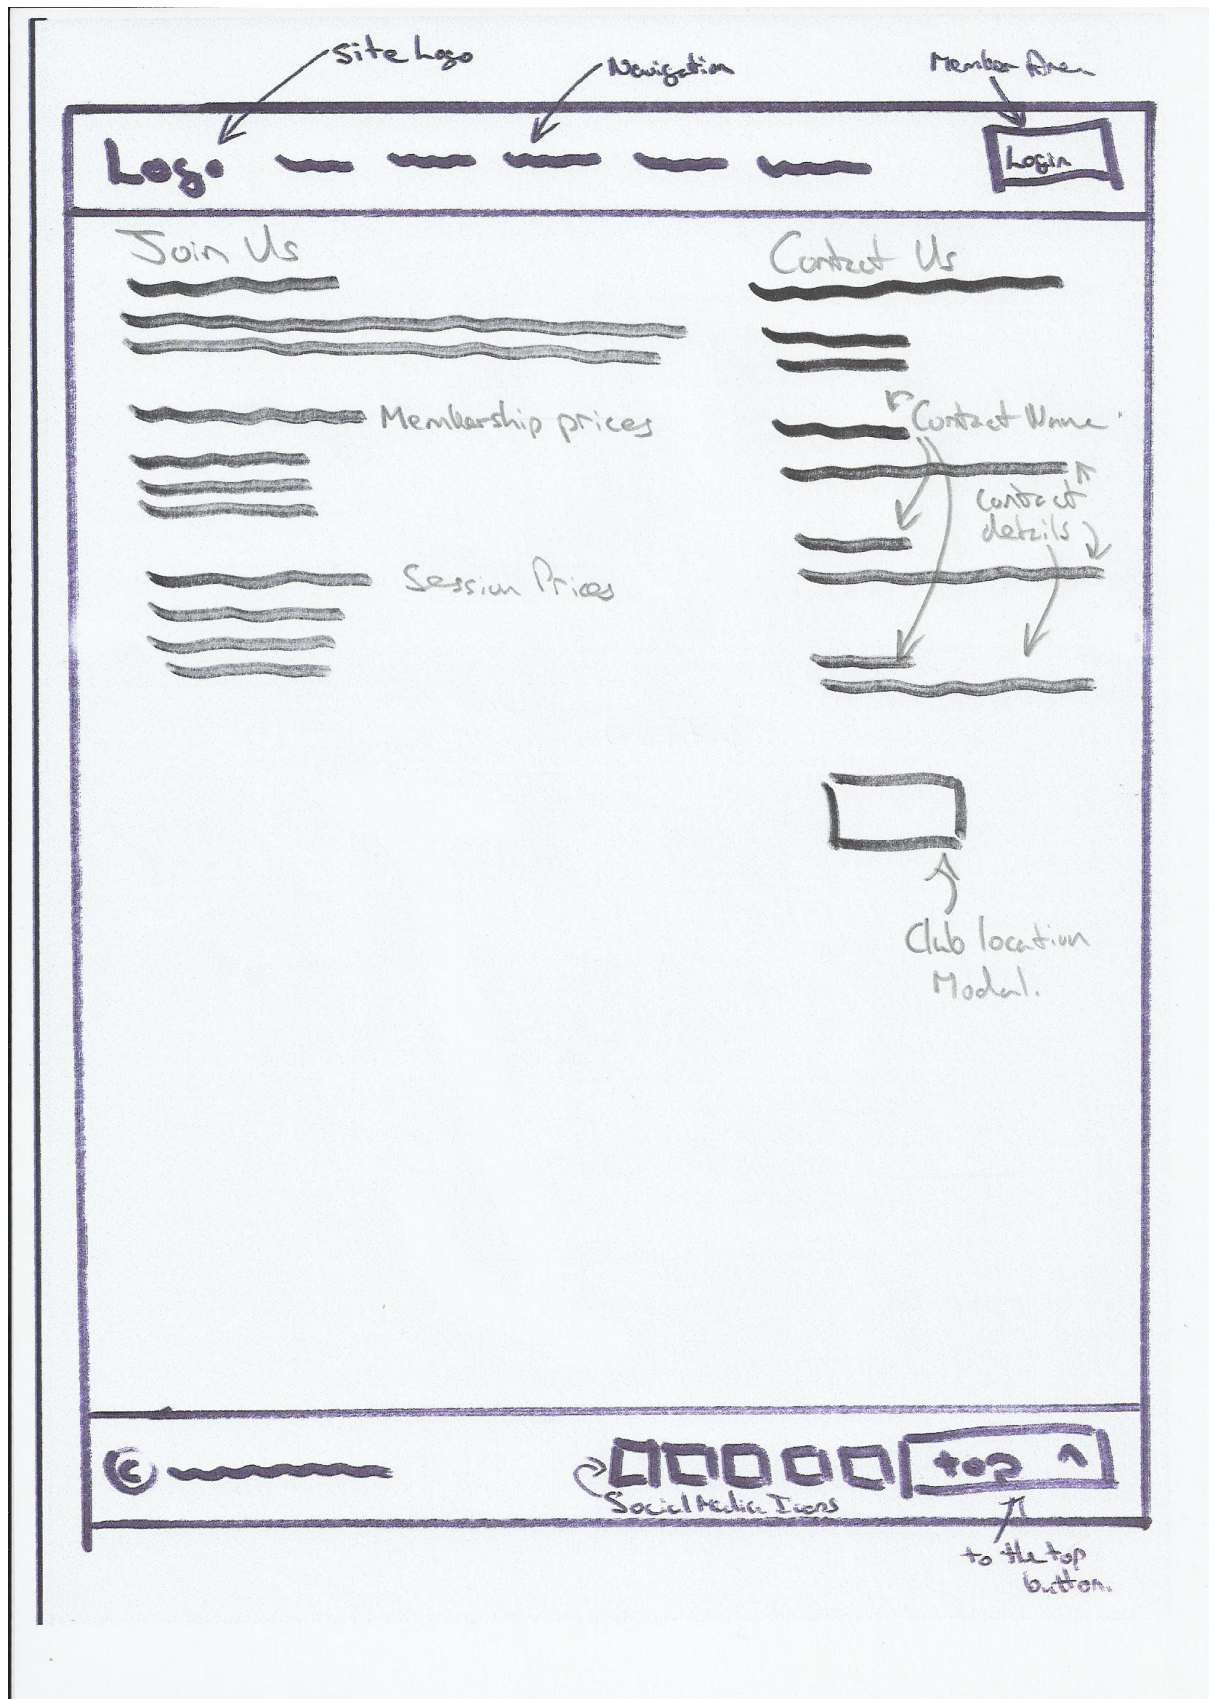 Site Logo
Navigation
Member Area
Logo
Login
Join Us
Contact Us
Membership prices
Contact Name
contact
details
Session Prices
Club location
Modal.
©
top ^
Social Media Icons
to the top
button.